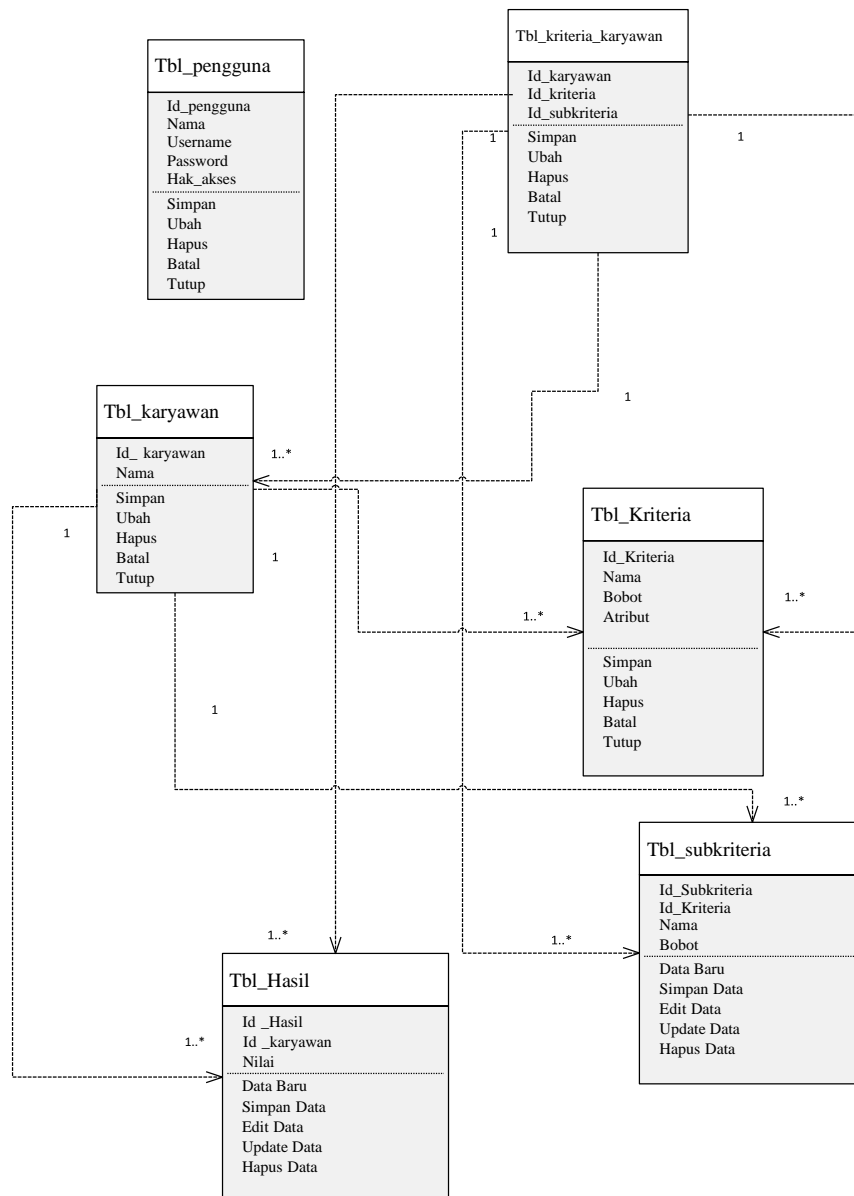 Tbl_kriteria_karyawan
Id_karyawan
Id_kriteria
Id_subkriteria
Simpan
Ubah
Hapus
Batal
Tutup
Tbl_pengguna
Id_pengguna
Nama
Username
Password
Hak_akses
Simpan
Ubah
Hapus
Batal
Tutup
1
1
1
1
Tbl_karyawan
Id_ karyawan
Nama
Simpan
Ubah
Hapus
Batal
Tutup
1..*
1
1
1
Tbl_Kriteria
Id_Kriteria
Nama
Bobot
Atribut
Simpan
Ubah
Hapus
Batal
Tutup
1..*
1..*
1..*
Tbl_subkriteria
Id_Subkriteria
Id_Kriteria
Nama
Bobot
Data Baru
Simpan Data
Edit Data
Update Data
Hapus Data
1..*
1..*
1..*
Tbl_Hasil
Id _Hasil
Id _karyawan
Nilai
Data Baru
Simpan Data
Edit Data
Update Data
Hapus Data